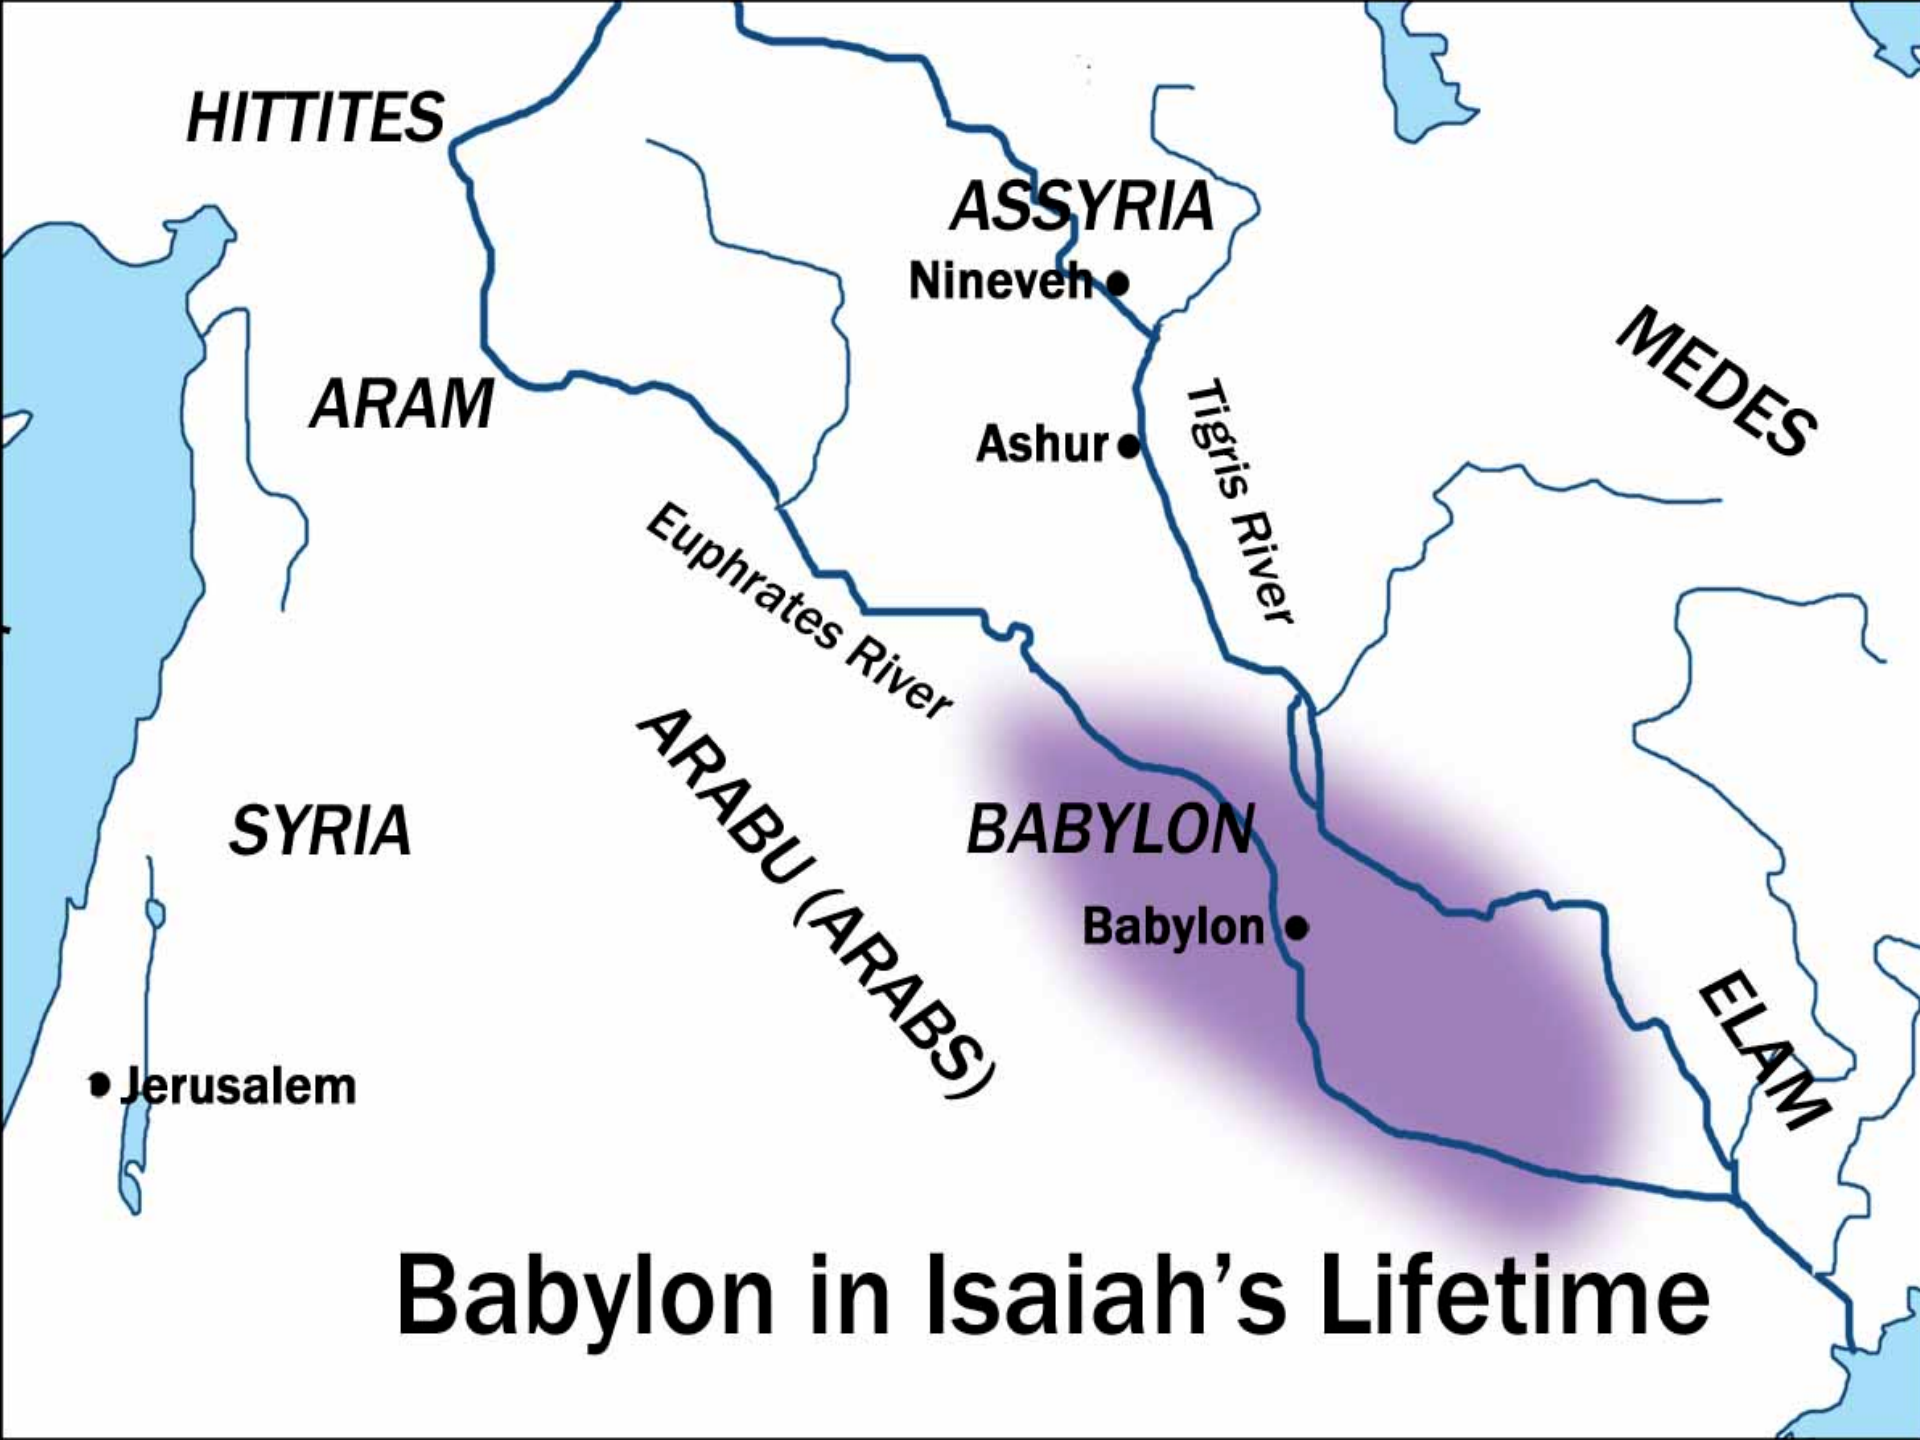 HITTITES
ASSYRIA
Nineveh
MEDES
ARAM
Ashur
Tigris River
Euphrates River
ARABU (ARABS)
SYRIA
BABYLON
Babylon
ELAM
Jerusalem
Babylon in Isaiah’s Lifetime